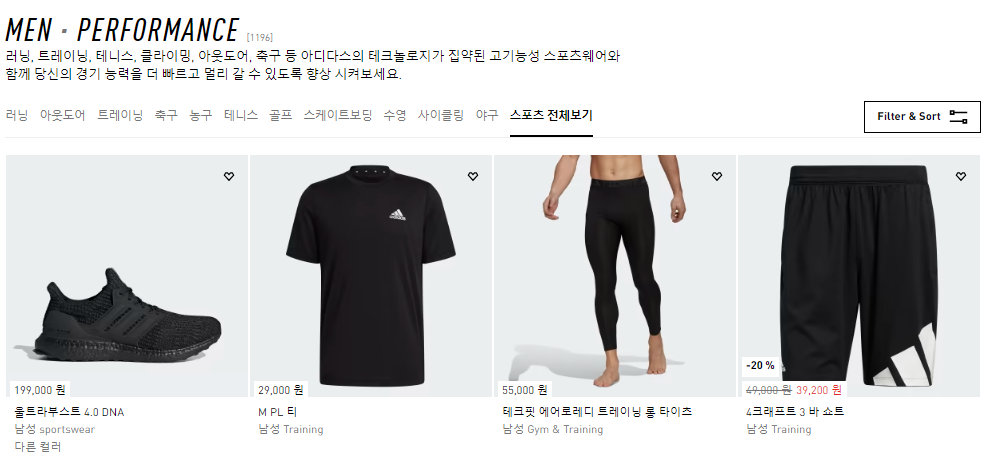 MEN · PERFORMANCE [1196]
러닝, 트레이닝, 테니스, 클라이밍, 아웃도어, 축구 등 아디다스의 테크놀로지가 집약된 고기능성 스포츠웨어와
함께 당신의 경기 능력을 더 빠르고 멀리 갈 수 있도록 향상 시켜보세요.
러닝 아웃도어 트레이닝 축구 농구 테니스 골프 스케이트보딩 수영 사이클링 야구 스포츠 전체보기
Filter & Sort
199,000 원
울트라부스트 4.0 DNA
남성 sportswear
다른 컬러
29,000 원
M PL 티
남성 Training
55,000 원
테크핏 에어로레디 트레이닝 롱 타이츠
남성 Gym & Training
-20 %
49,000 원 39,200 원
4크래프트 3 바 쇼트
남성 Training